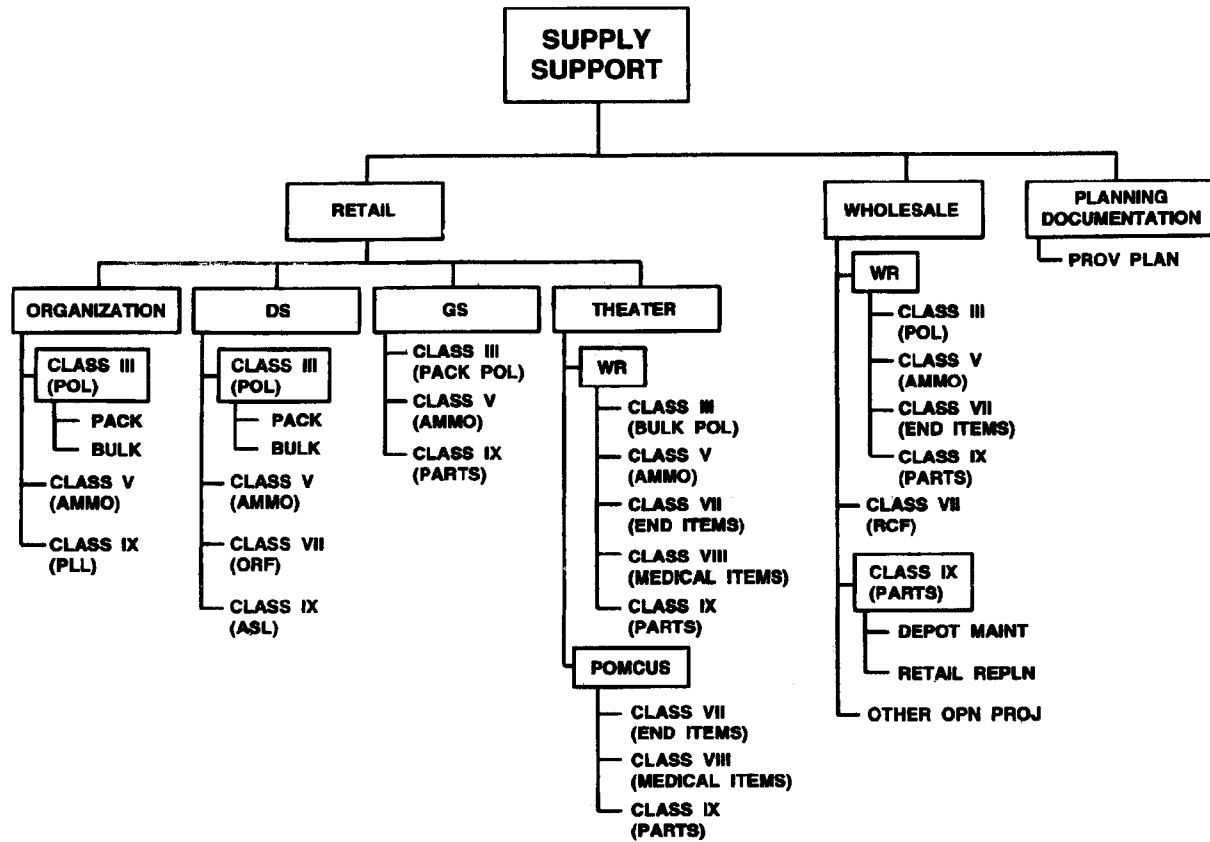 SUPPLY
SUPPORT
RETAIL
WHOLESALE
PLANNING
DOCUMENTATION
PROV PLAN
ORGANIZATION
CLASS III
(POL)
PACK
BULK
CLASS V
(AMMO)
CLASS IX
(PLL)
DS
CLASS III
(POL)
PACK
BULK
CLASS V
(AMMO)
CLASS VII
(ORF)
CLASS IX
(ASL)
GS
CLASS III
(PACK POL)
CLASS V
(AMMO)
CLASS IX
(PARTS)
THEATER
WR
CLASS III
(BULK POL)
CLASS V
(AMMO)
CLASS VII
(END ITEMS)
CLASS VIII
(MEDICAL ITEMS)
CLASS IX
(PARTS)
POMCUS
CLASS VII
(END ITEMS)
CLASS VIII
(MEDICAL ITEMS)
CLASS IX
(PARTS)
WR
CLASS III
(POL)
CLASS V
(AMMO)
CLASS VII
(END ITEMS)
CLASS IX
(PARTS)
CLASS VII
(RCF)
CLASS IX
(PARTS)
DEPOT MAINT
RETAIL REPLN
OTHER OPN PROJ